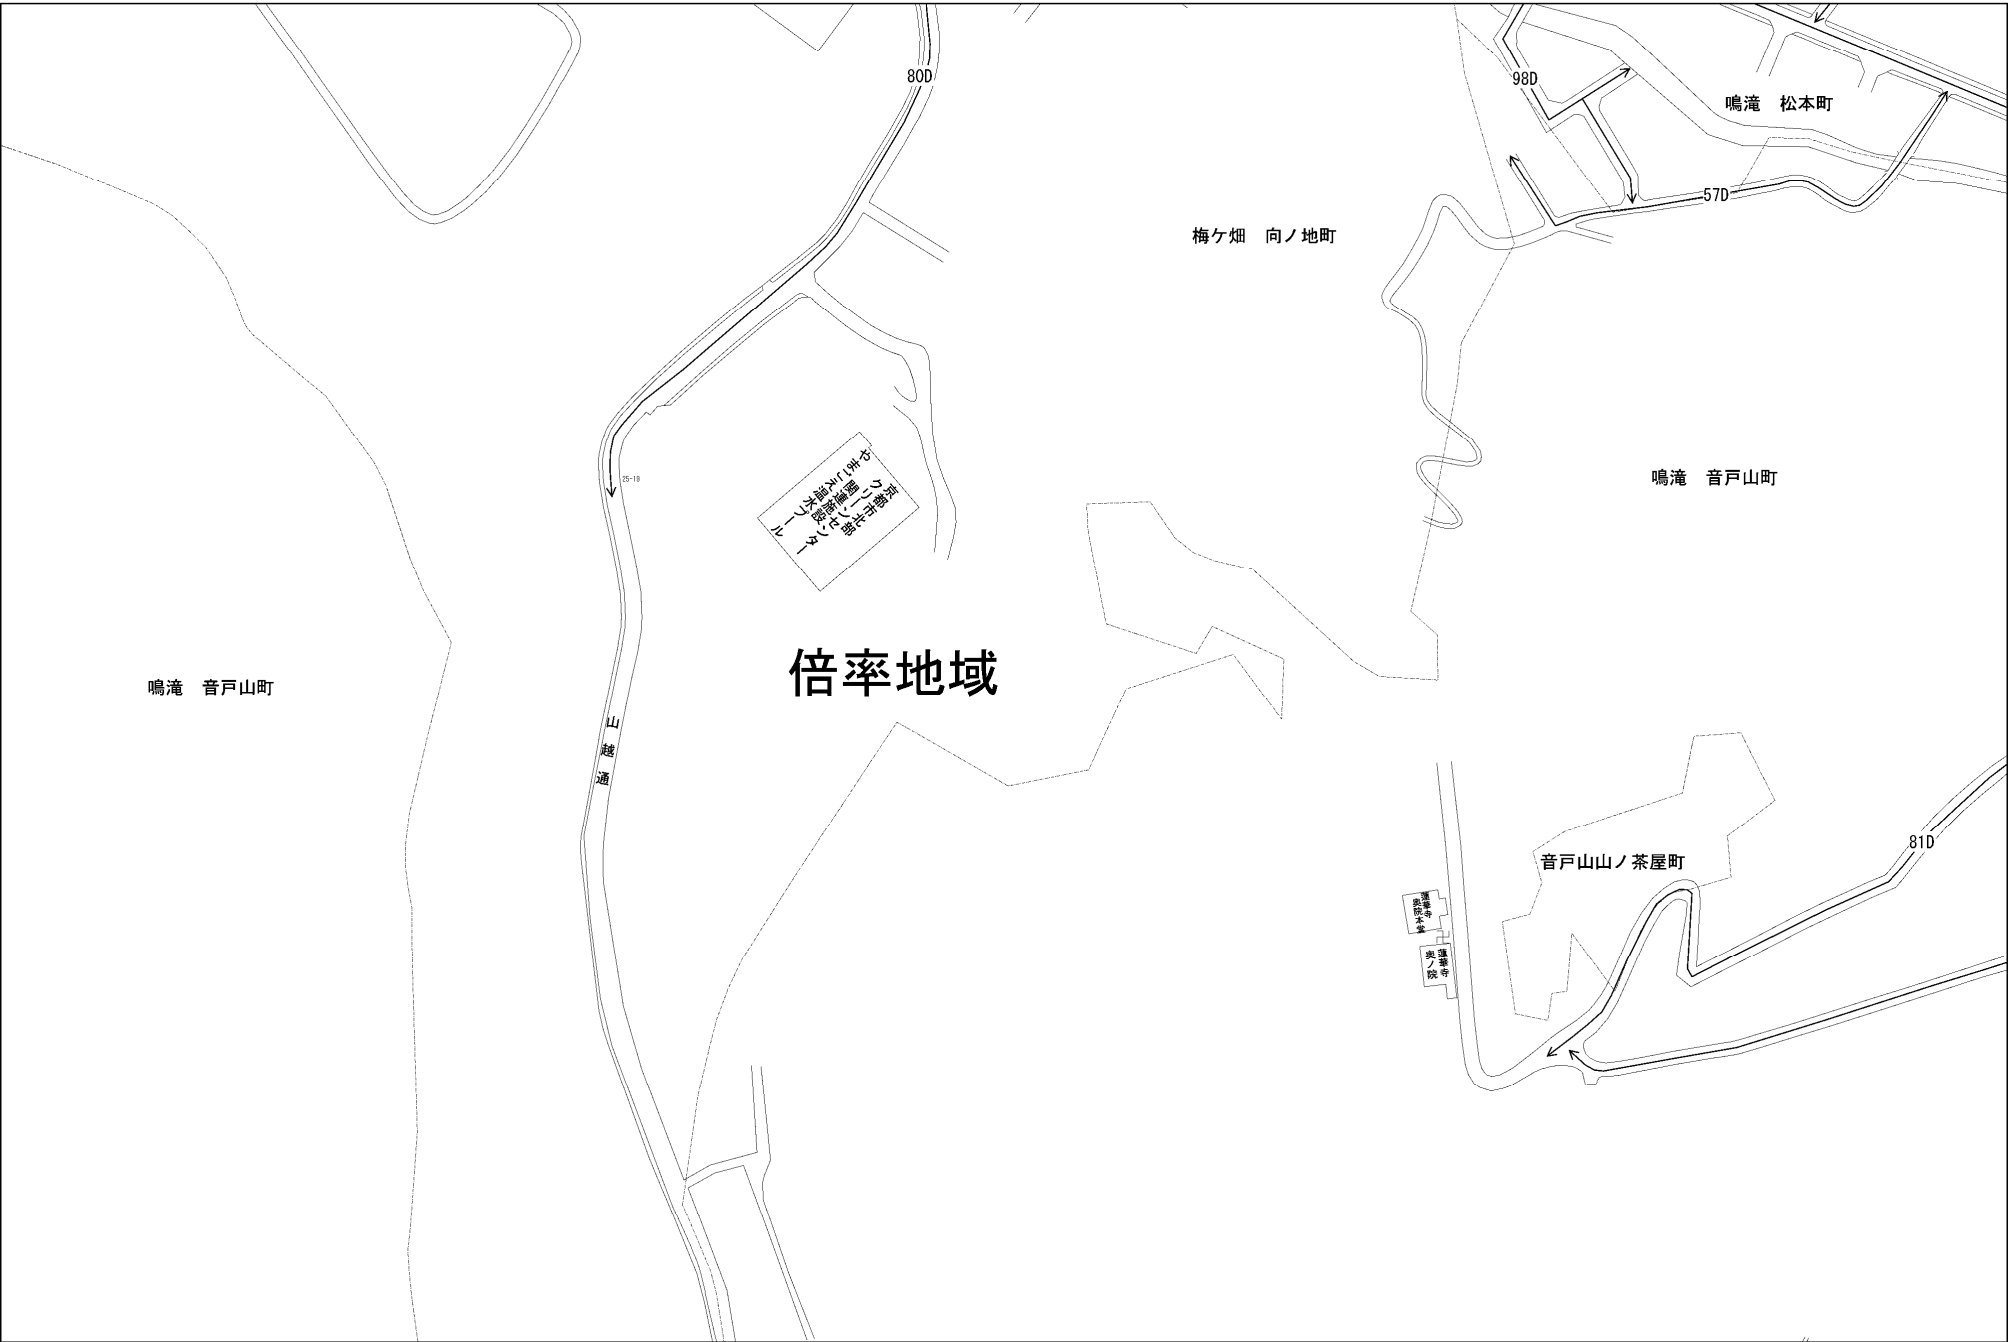 80D
98D
鳴滝　松本町
57D
梅ケ畑　向ノ地町
25-19
京都市北部
クリーンセンター
関連施設
やまごえ温水プール
鳴滝　音戸山町
倍率地域
鳴滝　音戸山町
山越通
81D
音戸山山ノ茶屋町
蓮華寺
奥院本堂
蓮華寺
奥ノ院